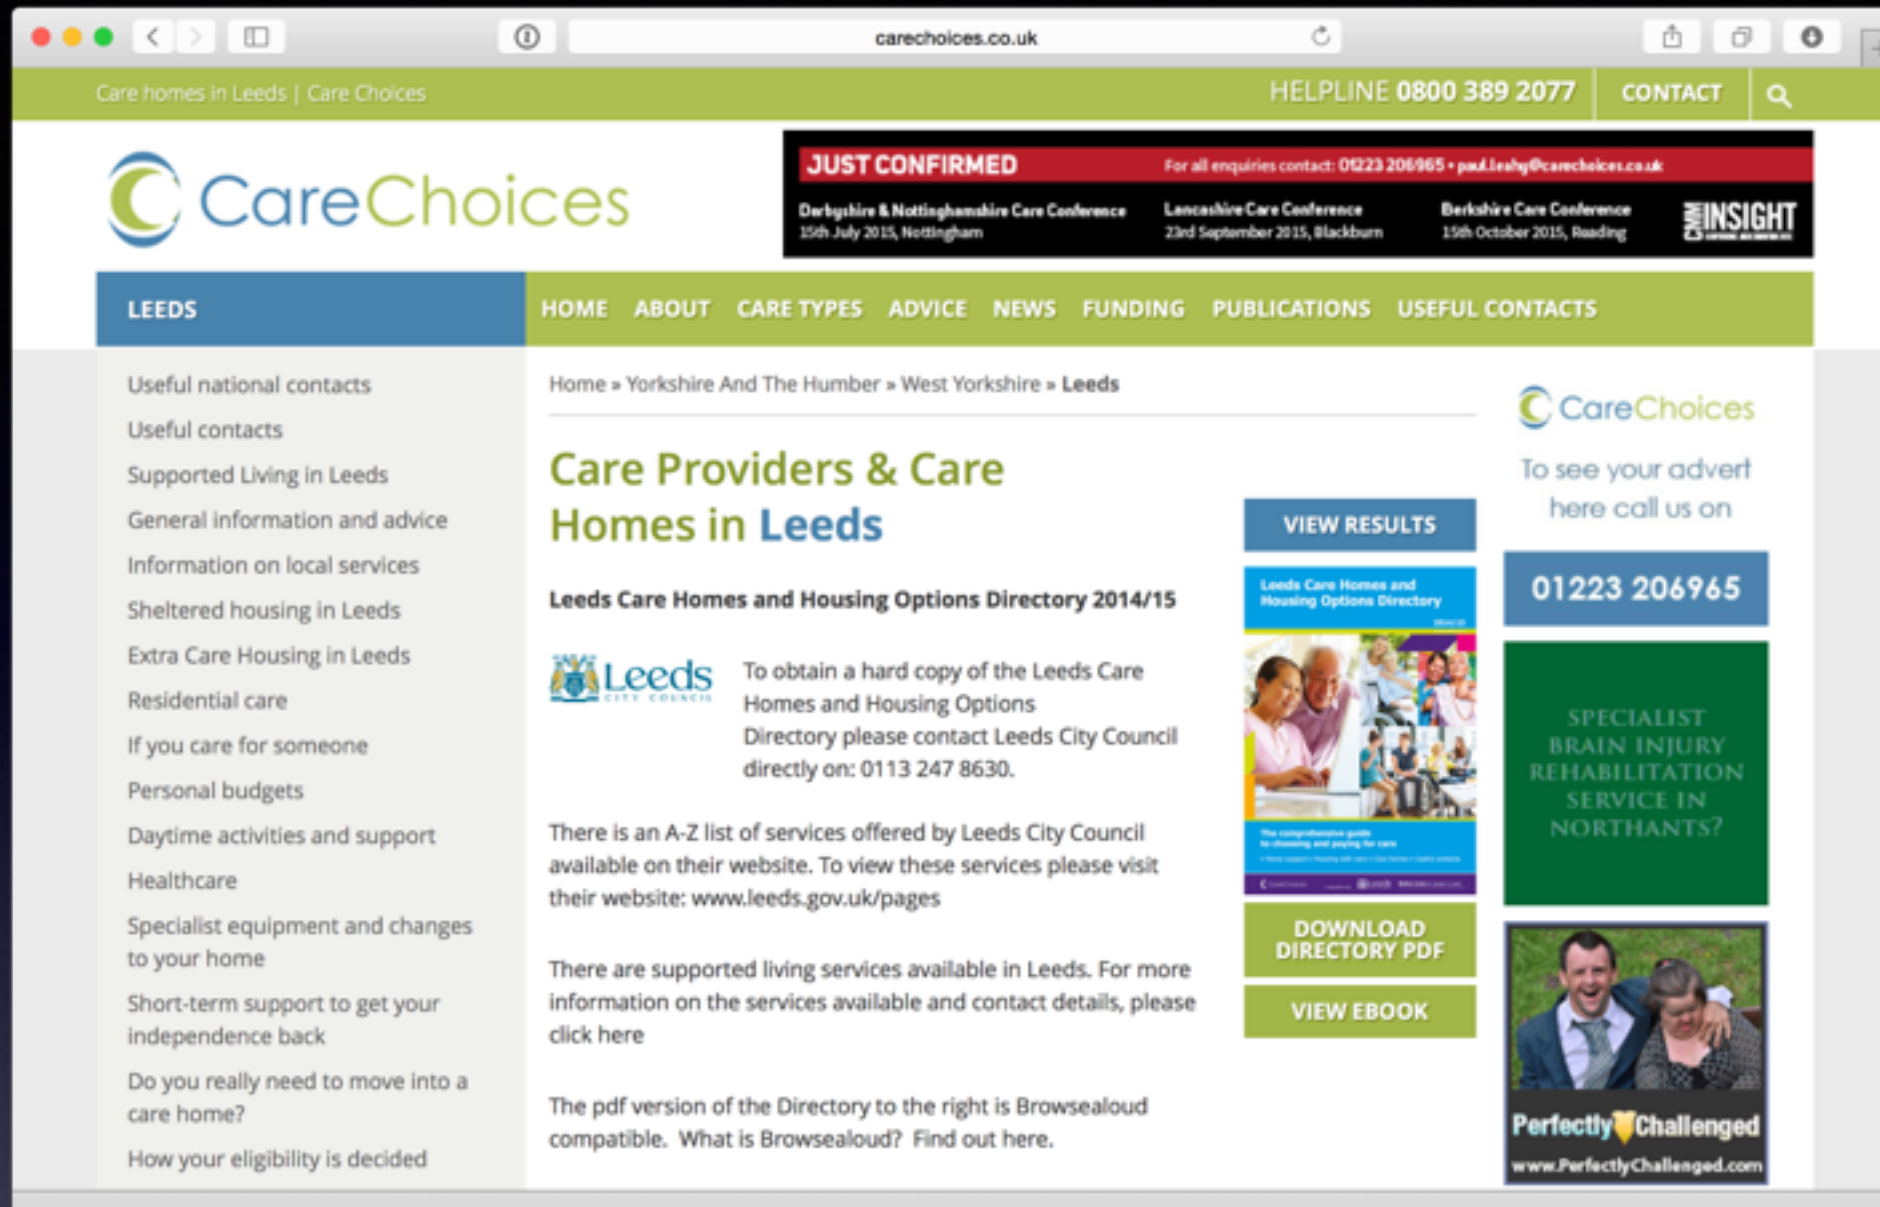 carechoices.co.uk
Care homes in Leeds | Care Choices
HELPLINE 0800 389 2077
CONTACT
CareChoices
JUST CONFIRMED
For all enquiries contact: 01223 206965 • paul.leahy@carechoices.co.uk
Derbyshire & Nottinghamshire Care Conference
15th July 2015, Nottingham
Lancashire Care Conference
23rd September 2015, Blackburn
Berkshire Care Conference
15th October 2015, Reading
CMM INSIGHT
LEEDS
HOME ABOUT CARE TYPES ADVICE NEWS FUNDING PUBLICATIONS USEFUL CONTACTS
Useful national contacts
Useful contacts
Supported Living in Leeds
General information and advice
Information on local services
Sheltered housing in Leeds
Extra Care Housing in Leeds
Residential care
If you care for someone
Personal budgets
Daytime activities and support
Healthcare
Specialist equipment and changes
to your home
Short-term support to get your
independence back
Do you really need to move into a
care home?
How your eligibility is decided
Home » Yorkshire And The Humber » West Yorkshire » Leeds
Care Providers & Care
Homes in Leeds
Leeds Care Homes and Housing Options Directory 2014/15
Leeds
CITY COUNCIL
To obtain a hard copy of the Leeds Care
Homes and Housing Options
Directory please contact Leeds City Council
directly on: 0113 247 8630.
There is an A-Z list of services offered by Leeds City Council
available on their website. To view these services please visit
their website: www.leeds.gov.uk/pages
There are supported living services available in Leeds. For more
information on the services available and contact details, please
click here
The pdf version of the Directory to the right is Browsealoud
compatible. What is Browsealoud? Find out here.
VIEW RESULTS
Leeds Care Homes and
Housing Options Directory
2014/15
The comprehensive guide
to choosing and paying for care
DOWNLOAD
DIRECTORY PDF
VIEW EBOOK
CareChoices
To see your advert
here call us on
01223 206965
SPECIALIST
BRAIN INJURY
REHABILITATION
SERVICE IN
NORTHANTS?
Perfectly Challenged
www.PerfectlyChallenged.com